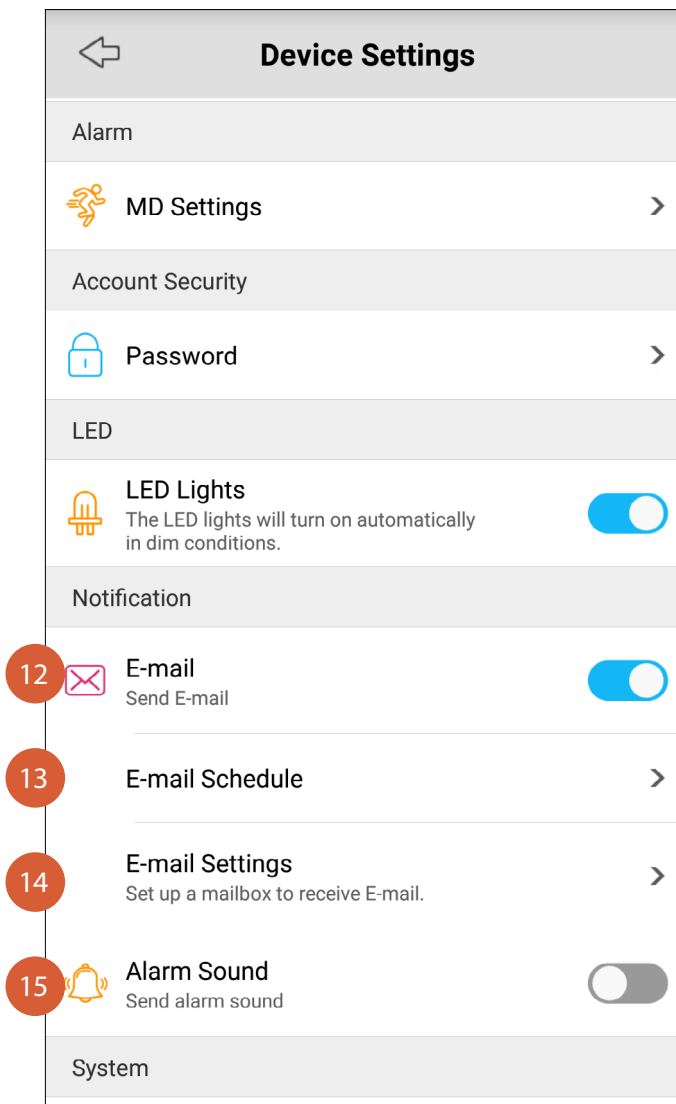 Device Settings
Alarm
MD Settings
Account Security
Password
LED
LED Lights
The LED lights will turn on automatically
in dim conditions.
Notification
12
E-mail
Send E-mail
13
E-mail Schedule
14
E-mail Settings
Set up a mailbox to receive E-mail.
15
Alarm Sound
Send alarm sound
System